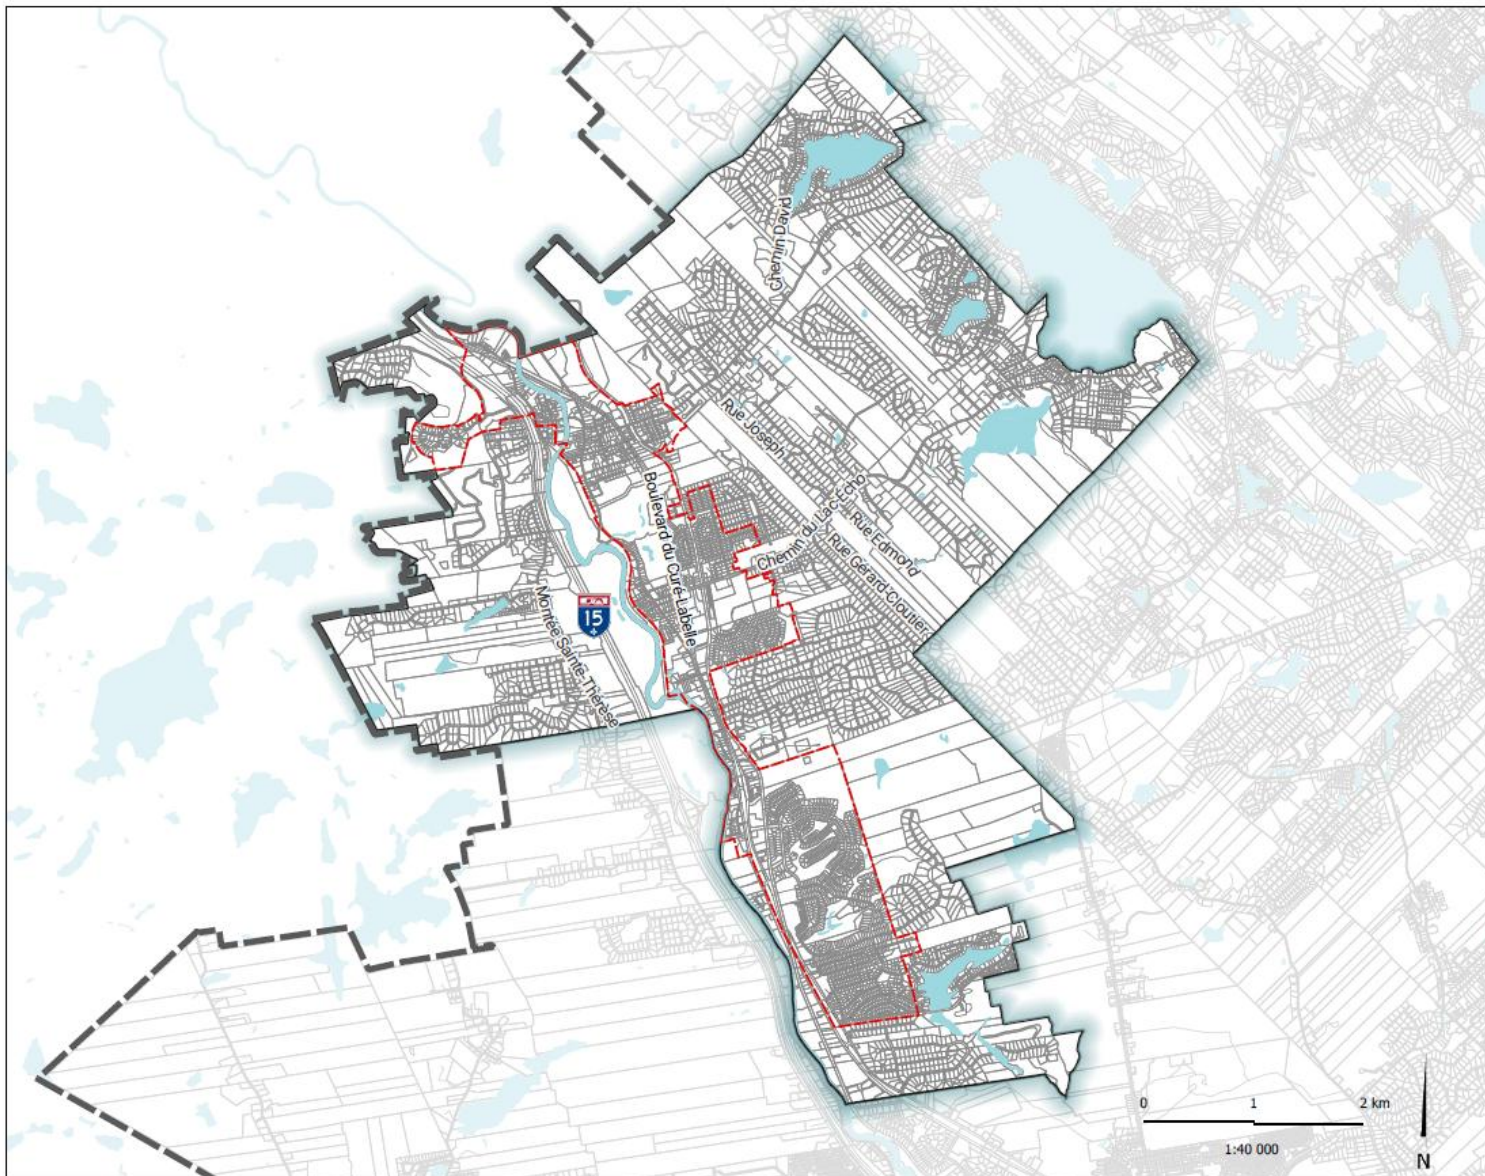 Chemin David
Rue Joseph
Boulevard du Curé-Labelle
Chemin du Lac-Écho
Rue Edmond
Rue Gérard-Cloutier
Montée Sainte-Thérèse
15
0 1 2 km
1:40 000
N